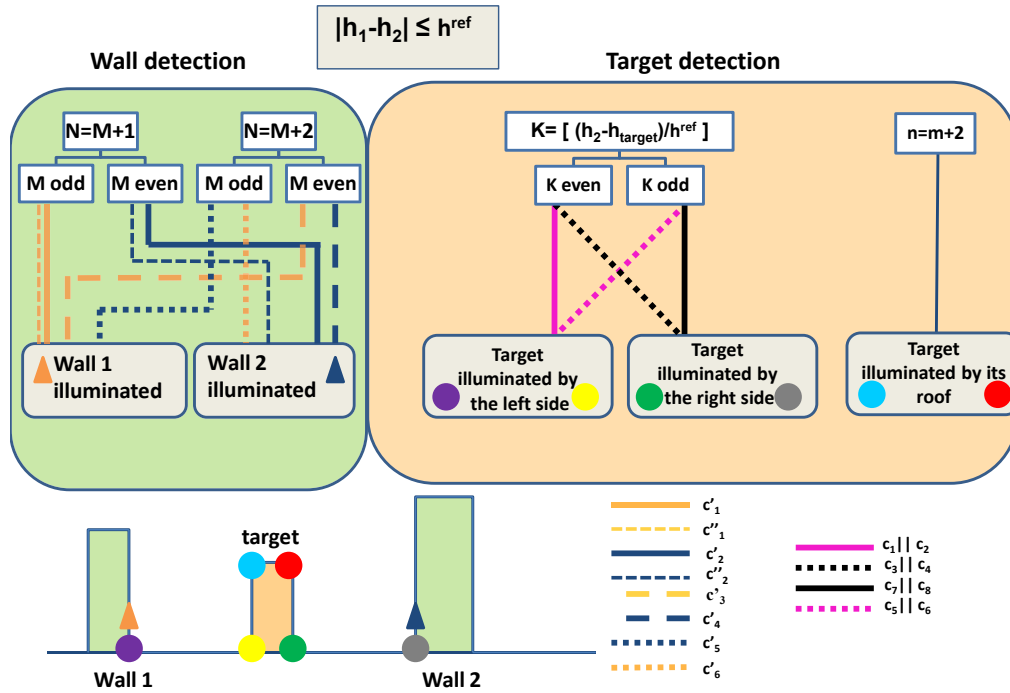 |h₁-h₂| ≤ hʳᵉᶠ
Wall detection
Target detection
N=M+1
N=M+2
K= [ (h₂-h_target)/hʳᵉᶠ ]
n=m+2
M odd
M even
M odd
M even
K even
K odd
Wall 1
illuminated
Wall 2
illuminated
Target
illuminated by
the left side
Target
illuminated by
the right side
Target
illuminated by its
roof
target
Wall 1
Wall 2
c'₁
c''₁
c'₂
c''₂
c'₃
c'₄
c'₅
c'₆
c₁|| c₂
c₃|| c₄
c₇|| c₈
c₅|| c₆